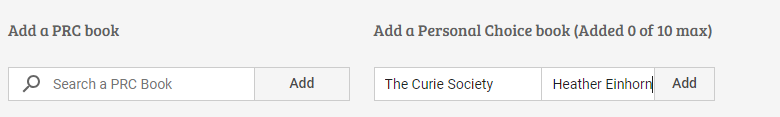 Add a PRC book
Add a Personal Choice book (Added 0 of 10 max)
Search a PRC Book Add
The Curie Society Heather Einhorn Add